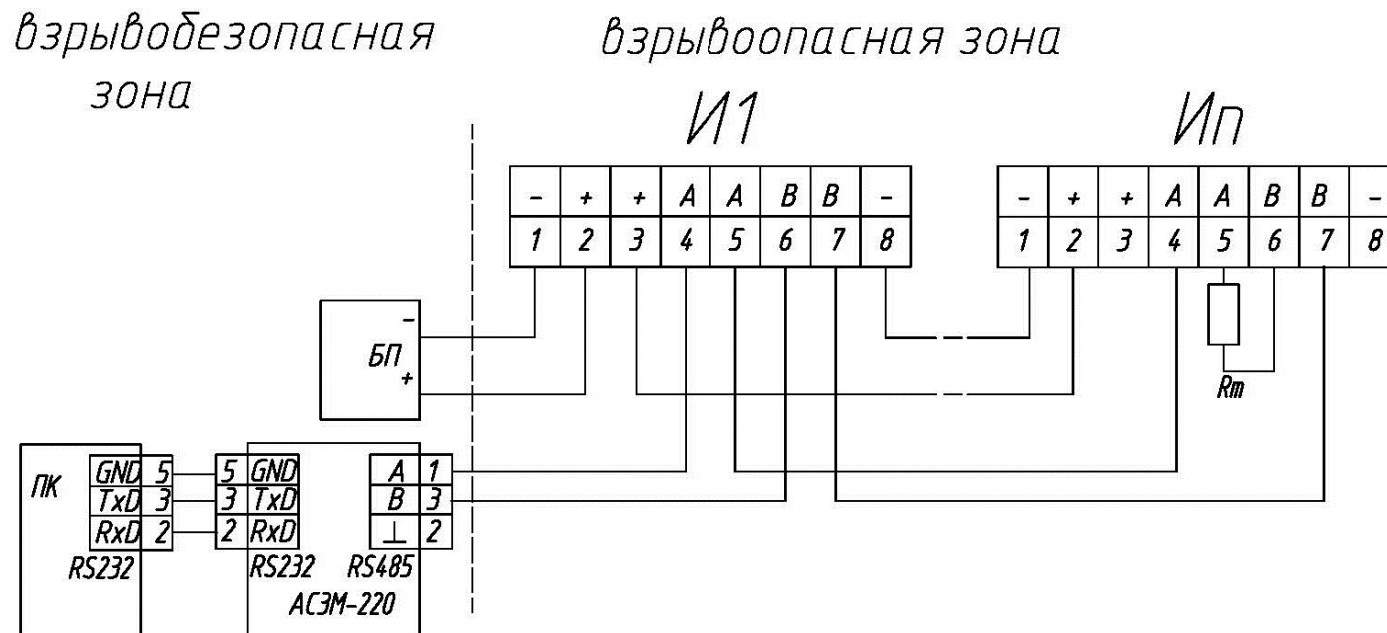 взрывобезопасная
зона
взрывоопасная зона
И1
Ип
- + + A A B B -
1 2 3 4 5 6 7 8
- + + A A B B -
1 2 3 4 5 6 7 8
-
БП
+
Rт
ПК
GND 5
TxD 3
RxD 2
RS232
5 GND
3 TxD
2 RxD
RS232
A 1
B 3
⊥ 2
RS485
АСЭМ-220